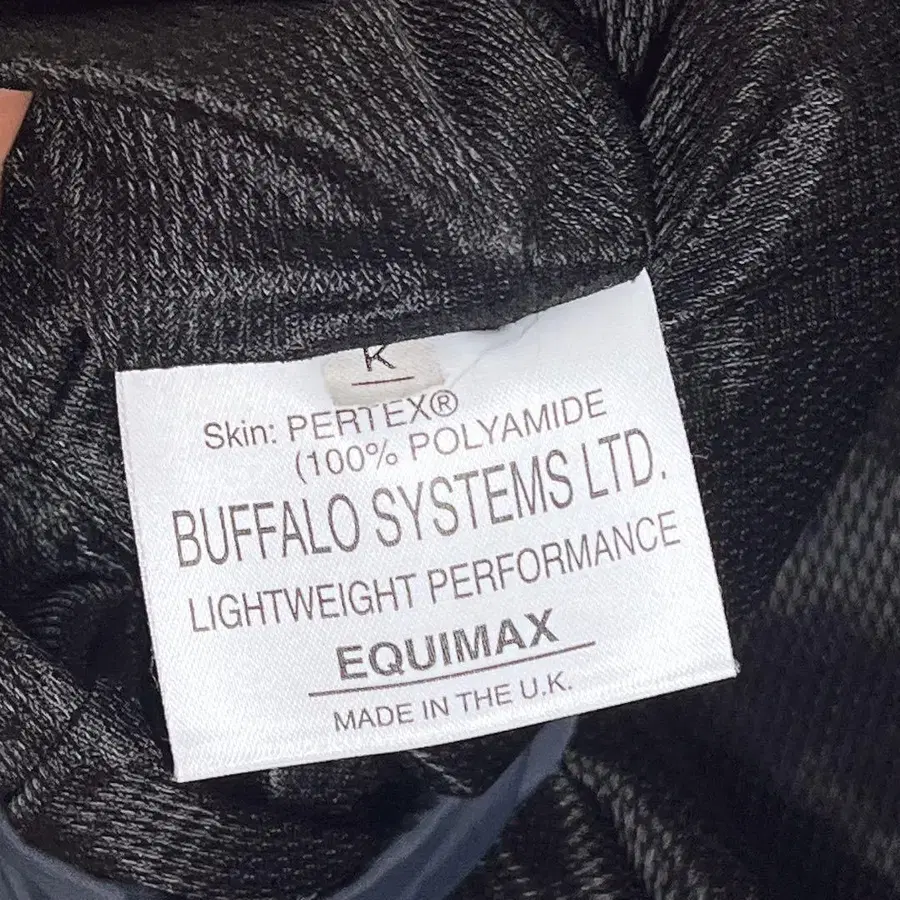 K
Skin: PERTEX®
(100% POLYAMIDE
BUFFALO SYSTEMS LTD.
LIGHTWEIGHT PERFORMANCE
EQUIMAX
MADE IN THE U.K.